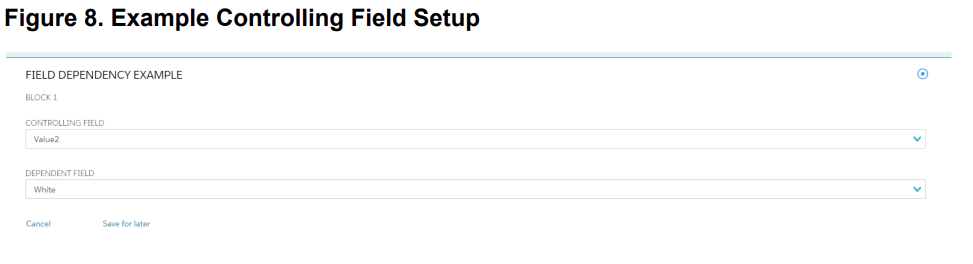 Figure 8. Example Controlling Field Setup
FIELD DEPENDENCY EXAMPLE
BLOCK 1
CONTROLLING FIELD
Value2
DEPENDENT FIELD
White
Cancel Save for later